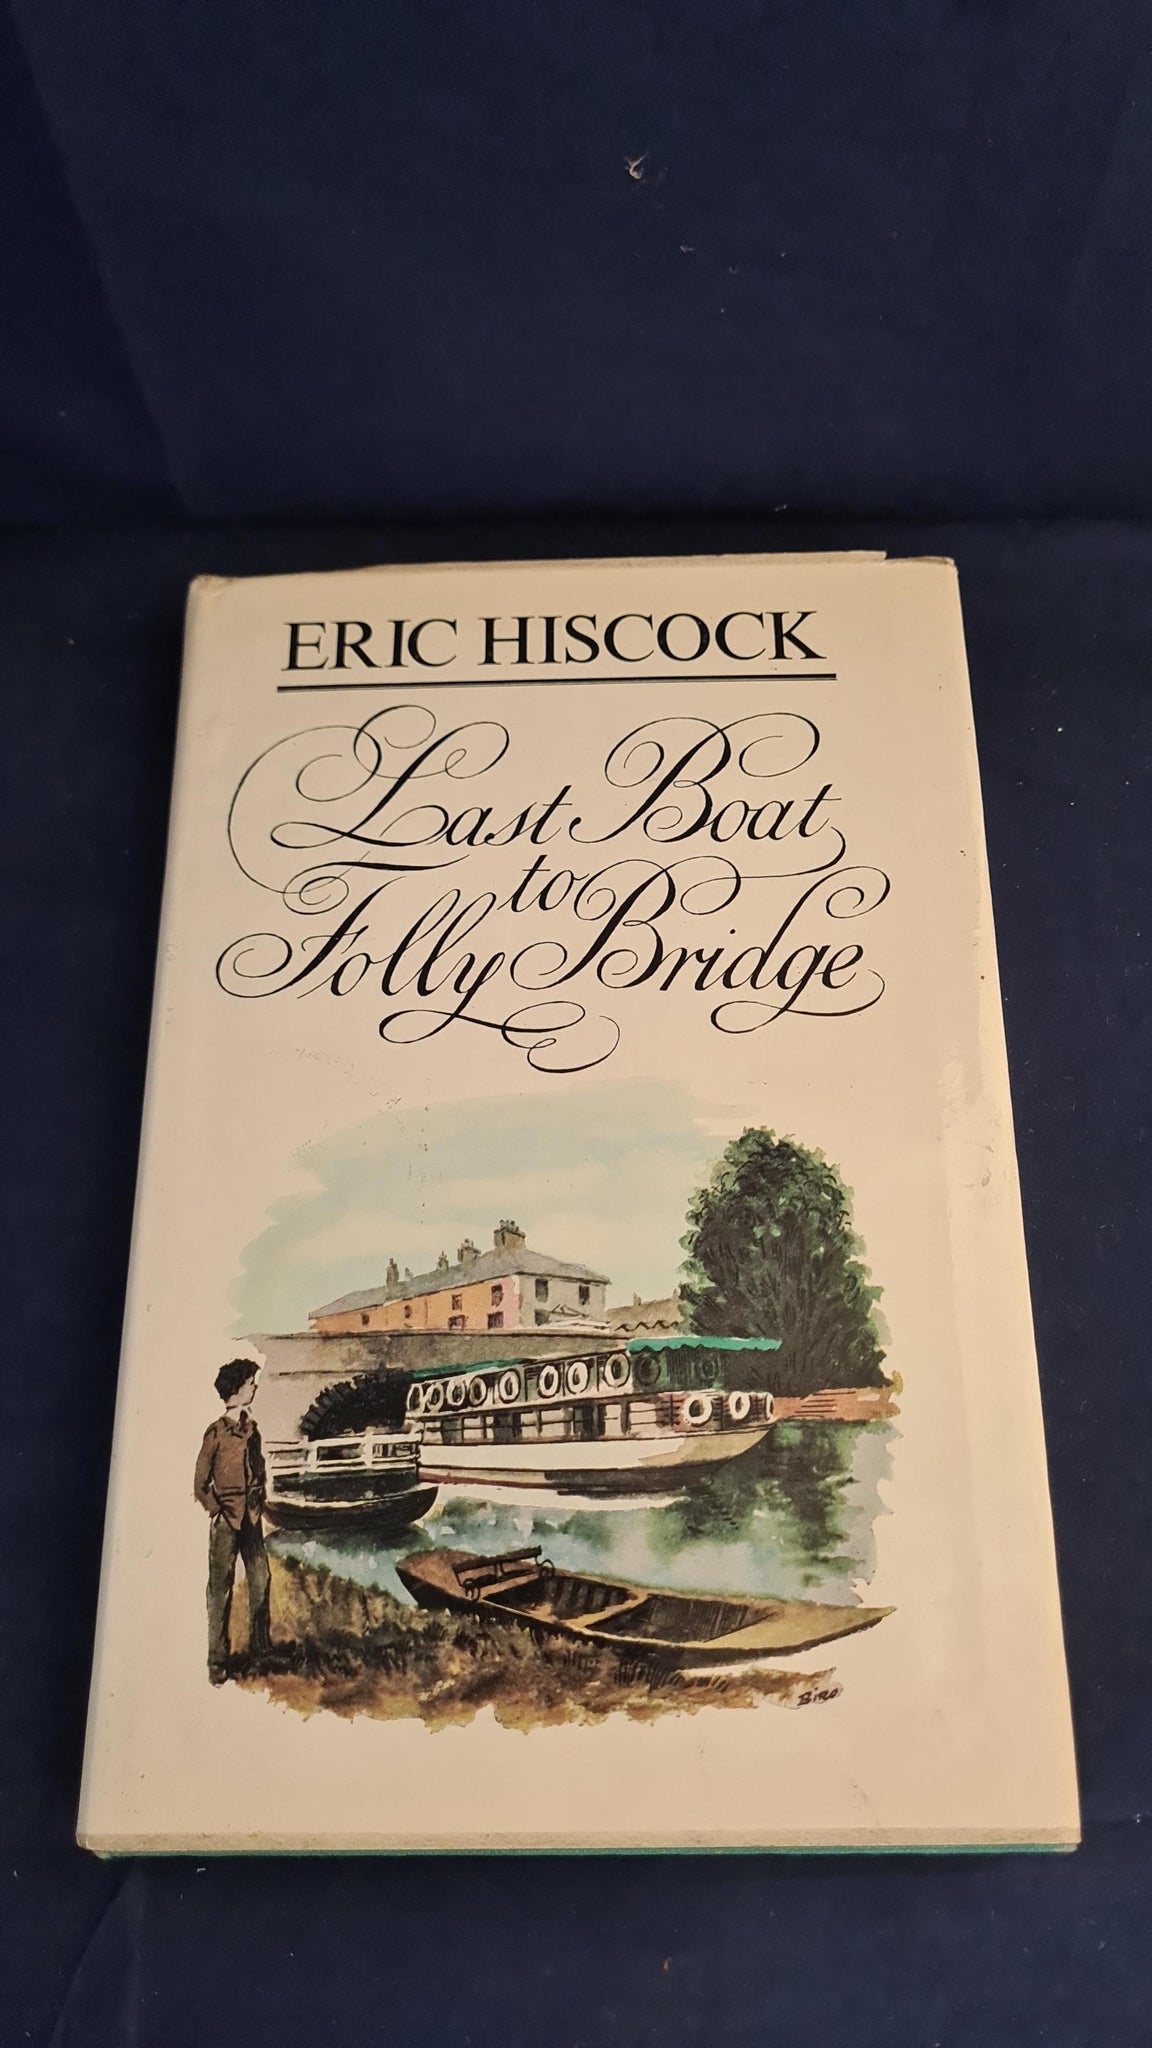 ERIC HISCOCK
Last Boat
to
Folly Bridge
BIRO